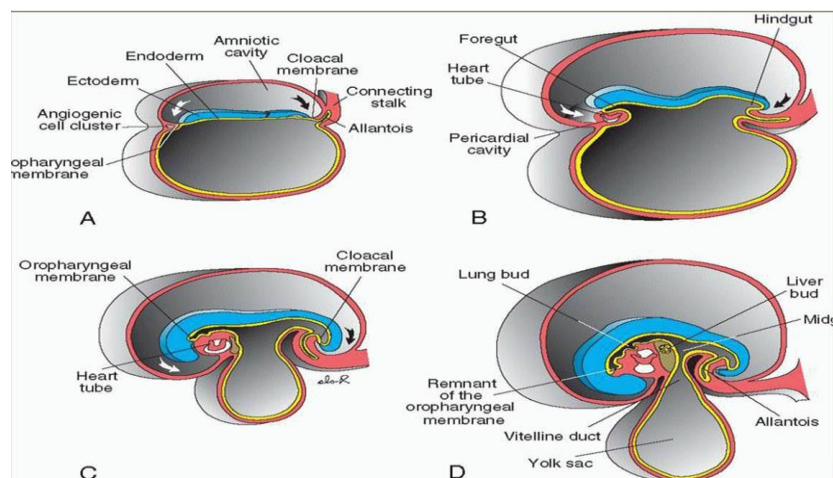 Amniotic
cavity
Endoderm
Cloacal
membrane
Ectoderm
Connecting
stalk
Angiogenic
cell cluster
Allantois
opharyngeal
membrane
A
Hindgut
Foregut
Heart
tube
Pericardial
cavity
B
Oropharyngeal
membrane
Cloacal
membrane
Heart
tube
C
Lung bud
Liver
bud
Midg
Remnant
of the
oropharyngeal
membrane
Allantois
Vitelline duct
Yolk sac
D